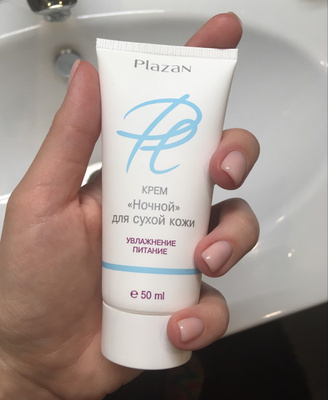 PLAZAN
КРЕМ
«Ночной»
для сухой кожи
УВЛАЖНЕНИЕ
ПИТАНИЕ
℮ 50 ml